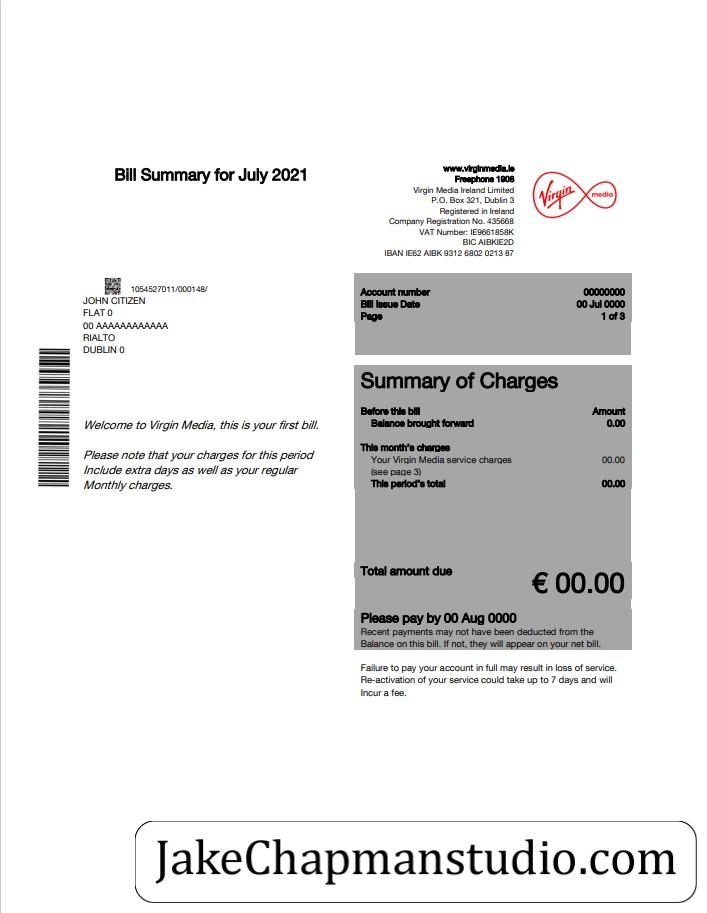 Bill Summary for July 2021
www.virginmedia.ie
Freephone 1908
Virgin Media Ireland Limited
P.O. Box 321, Dublin 3
Registered in Ireland
Company Registration No. 435668
VAT Number: IE9661858K
BIC AIBKIE2D
IBAN IE62 AIBK 9312 6802 0213 87
Virgin media
1054527011/000148/
JOHN CITIZEN
FLAT 0
00 AAAAAAAAAAAA
RIALTO
DUBLIN 0
Account number 00000000
Bill Issue Date 00 Jul 0000
Page 1 of 3
Welcome to Virgin Media, this is your first bill.
Please note that your charges for this period
Include extra days as well as your regular
Monthly charges.
Summary of Charges
Before this bill Amount
Balance brought forward 0.00
This month's charges
Your Virgin Media service charges 00.00
(see page 3)
This period's total 00.00
Total amount due
€ 00.00
Please pay by 00 Aug 0000
Recent payments may not have been deducted from the
Balance on this bill. If not, they will appear on your net bill.
Failure to pay your account in full may result in loss of service.
Re-activation of your service could take up to 7 days and will
Incur a fee.
JakeChapmanstudio.com